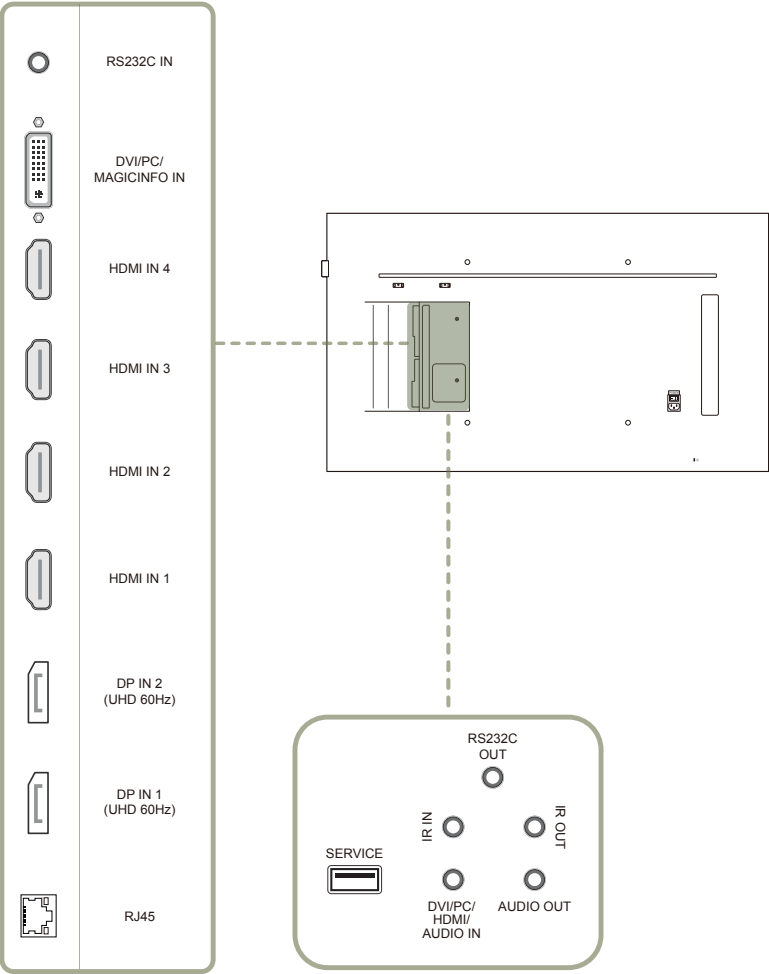 RS232C IN
DVI/PC/
MAGICINFO IN
HDMI IN 4
HDMI IN 3
HDMI IN 2
HDMI IN 1
DP IN 2
(UHD 60Hz)
DP IN 1
(UHD 60Hz)
RJ45
RS232C
OUT
IR IN
IR OUT
SERVICE
DVI/PC/
HDMI/
AUDIO IN
AUDIO OUT